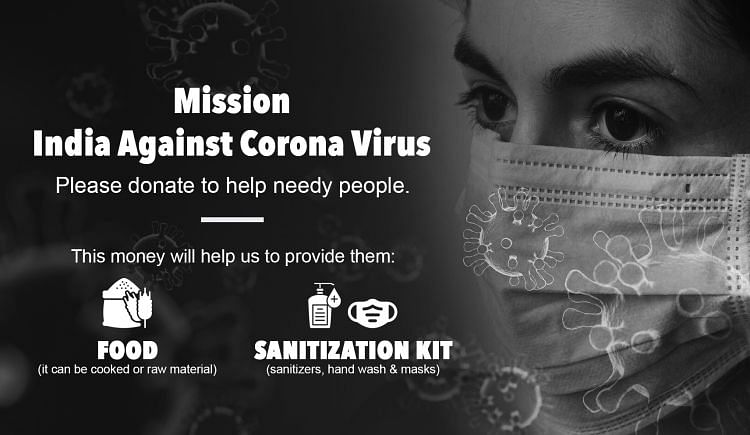 Mission
India Against Corona Virus
Please donate to help needy people.
This money will help us to provide them:
FOOD
(it can be cooked or raw material)
SANITIZATION KIT
(sanitizers, hand wash & masks)